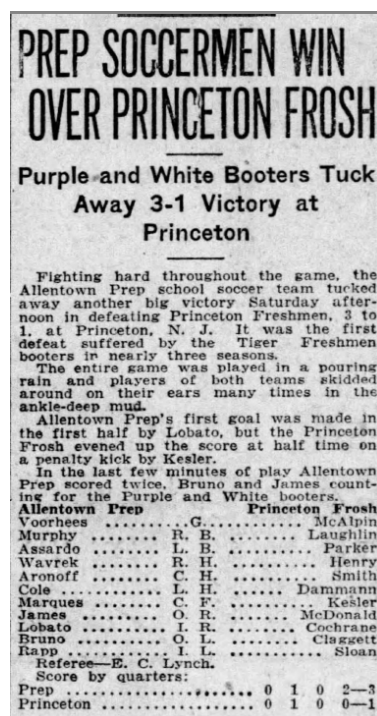 PREP SOCCERMEN WIN
OVER PRINCETON FROSH
Purple and White Booters Tuck
Away 3-1 Victory at
Princeton
Fighting hard throughout the game, the
Allentown Prep school soccer team tucked
away another big victory Saturday after-
noon in defeating Princeton Freshmen, 3 to
1, at Princeton, N. J. It was the first
defeat suffered by the Tiger Freshmen
booters in nearly three seasons.
The entire game was played in a pouring
rain and players of both teams skidded
around on their ears many times in the
ankle-deep mud.
Allentown Prep's first goal was made in
the first half by Lobato, but the Princeton
Frosh evened up the score at half time on
a penalty kick by Kesler.
In the last few minutes of play Allentown
Prep scored twice, Bruno and James count-
ing for the Purple and White booters.
Allentown Prep Princeton Frosh
Voorhees ..........G........... McAlpin
Murphy ........ R. B. ......... Laughlin
Assardo ........ L. B. .......... Parker
Wavrek ........ R. H. .......... Henry
Aronoff ........ C. H. .......... Smith
Cole ........... L. H. ....... Dammann
Marques ....... C. F. .......... Kesler
James ......... O. R. ....... McDonald
Lobato ........ I. R. ........ Cochrane
Bruno ......... O. L. ........ Claggett
Rapp .......... I. L. .......... Sloan
Referee—E. C. Lynch.
Score by quarters:
Prep ........................ 0 1 0 2—3
Princeton ................... 0 1 0 0—1